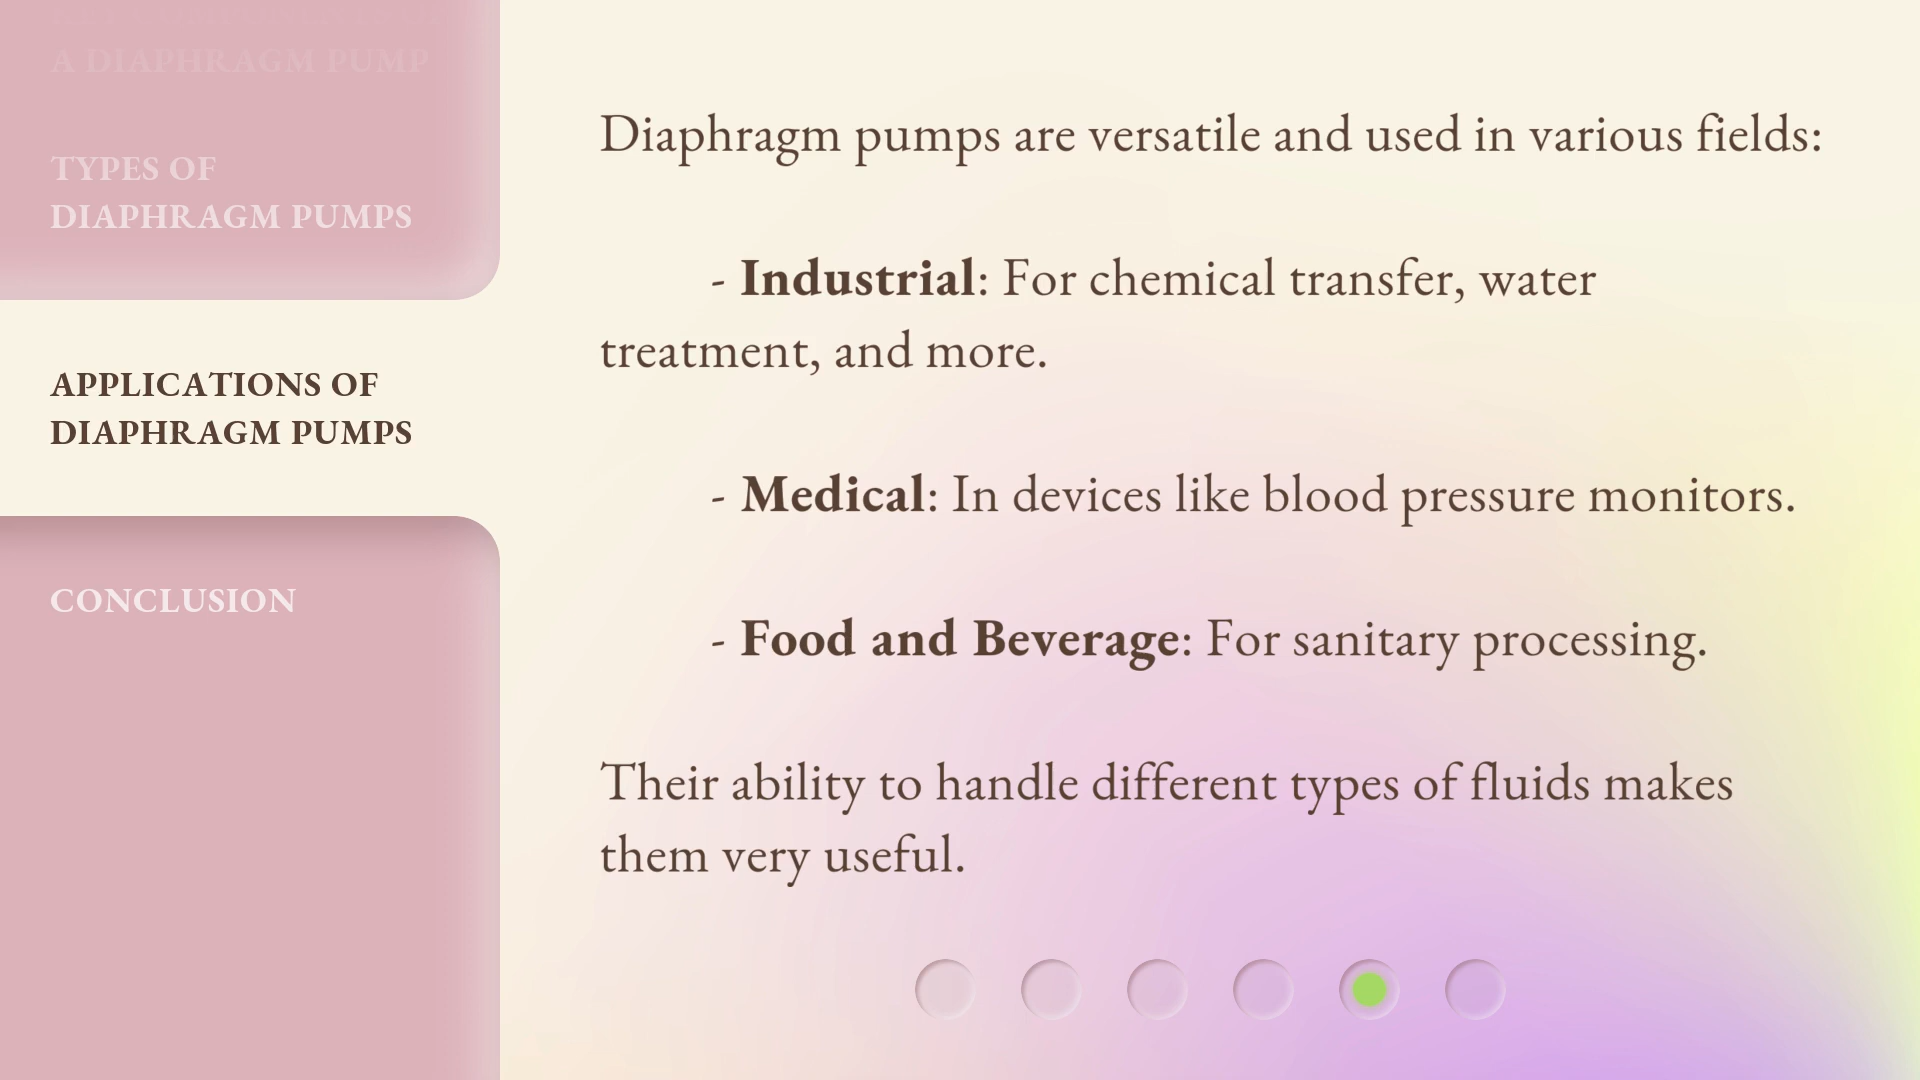 A DIAPHRAGM PUMP
TYPES OF
DIAPHRAGM PUMPS
APPLICATIONS OF
DIAPHRAGM PUMPS
CONCLUSION
Diaphragm pumps are versatile and used in various fields:
- Industrial: For chemical transfer, water
treatment, and more.
- Medical: In devices like blood pressure monitors.
- Food and Beverage: For sanitary processing.
Their ability to handle different types of fluids makes
them very useful.